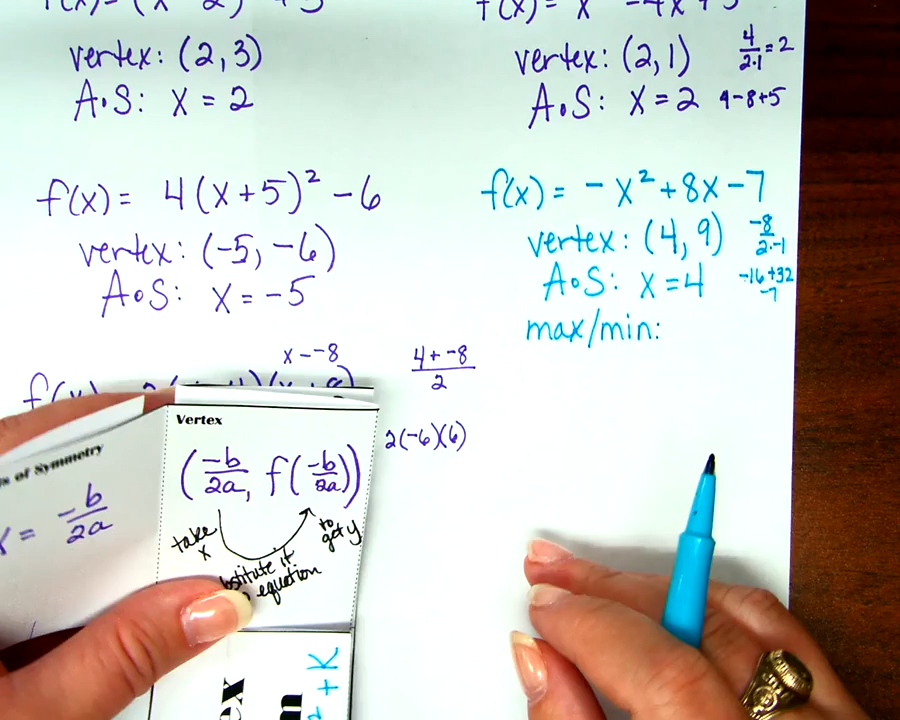 vertex: (2,3)
A.S: x = 2
vertex: (2,1)
4/2·1 = 2
A.S: x = 2
4-8+5
f(x) = 4(x+5)² - 6
vertex: (-5, -6)
A.S: x = -5
f(x) = -x² + 8x - 7
vertex: (4, 9)
-8/2·-1
A.S: x = 4
-16+32
-7
max/min:
x--8
4+-8/2
2(-6)(6)
of Symmetry
x = -b/2a
Vertex
(-b/2a, f(-b/2a))
take
x
it
equation
to
get y
+ K